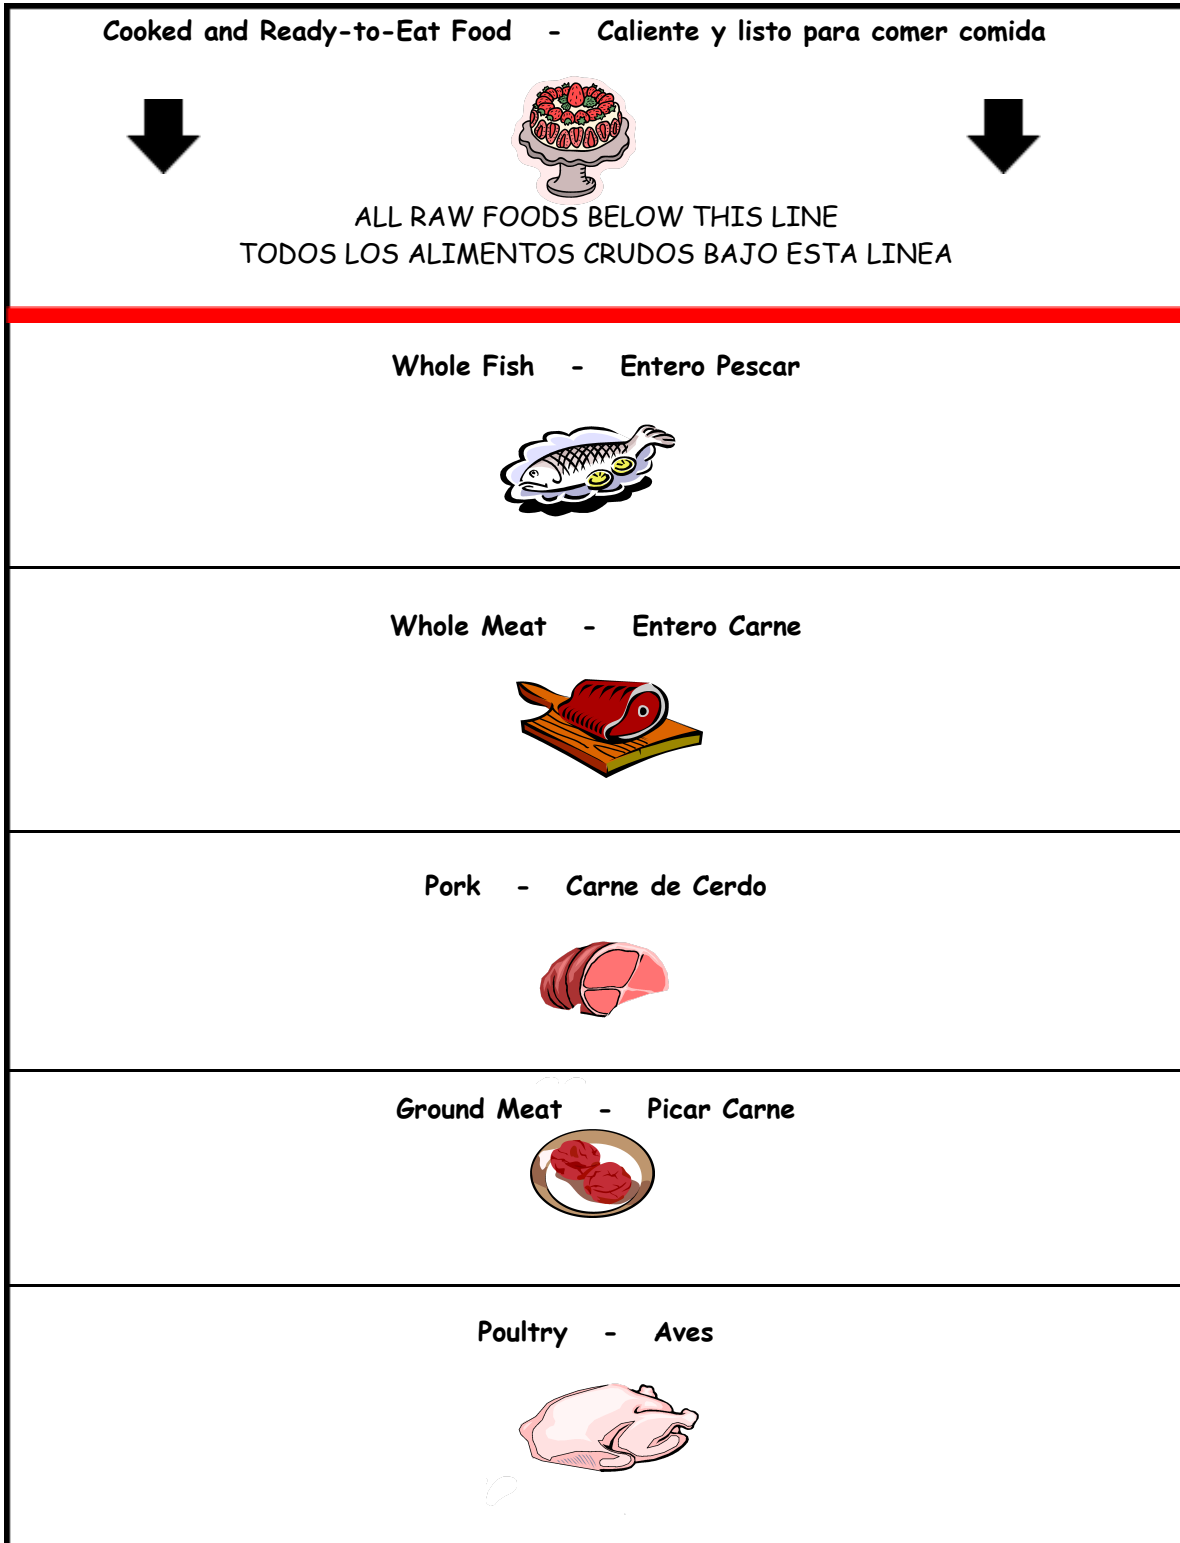 Cooked and Ready-to-Eat Food - Caliente y listo para comer comida
ALL RAW FOODS BELOW THIS LINE
TODOS LOS ALIMENTOS CRUDOS BAJO ESTA LINEA
Whole Fish - Entero Pescar
Whole Meat - Entero Carne
Pork - Carne de Cerdo
Ground Meat - Picar Carne
Poultry - Aves